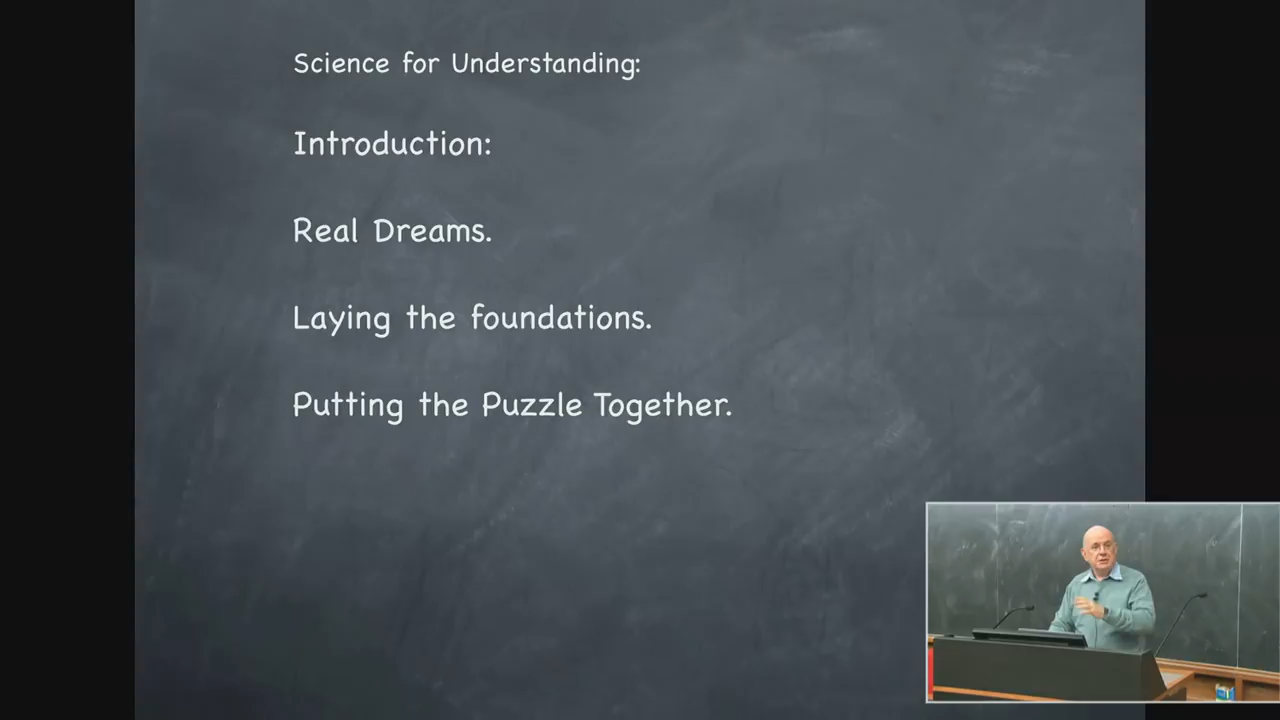 Science for Understanding:
Introduction:
Real Dreams.
Laying the foundations.
Putting the Puzzle Together.